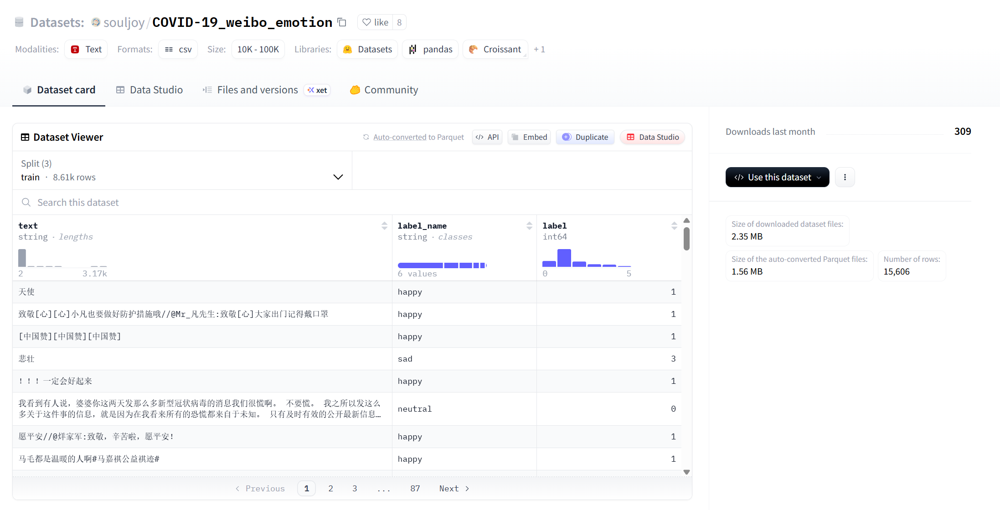 Datasets: souljoy/COVID-19_weibo_emotion like 8
Modalities: Text Formats: csv Size: 10K - 100K Libraries: Datasets pandas Croissant + 1
Dataset card Data Studio Files and versions xet Community
Dataset Viewer Auto-converted to Parquet API Embed Duplicate Data Studio
Split (3)
train · 8.61k rows
Search this dataset
text label_name label
string · lengths string · classes int64
2 3.17k 6 values 0 5
天使 happy 1
致敬[心][心]小凡也要做好防护措施哦//@Mr_凡先生:致敬[心]大家出门记得戴口罩 happy 1
[中国赞][中国赞][中国赞] happy 1
悲壮 sad 3
！！！一定会好起来 happy 1
我看到有人说，婆婆你这两天发那么多新型冠状病毒的消息我们很慌啊。 不要慌。 我之所以发这么
多关于这件事的信息，就是因为在我看来所有的恐慌都来自于未知。 只有及时有效的公开最新信息… neutral 0
愿平安//@烊家军:致敬，辛苦啦，愿平安！ happy 1
马毛都是温暖的人啊#马嘉祺公益祺迹# happy 1
Previous 1 2 3 ... 87 Next
Downloads last month 309
Use this dataset
Size of downloaded dataset files:
2.35 MB
Size of the auto-converted Parquet files:
1.56 MB
Number of rows:
15,606